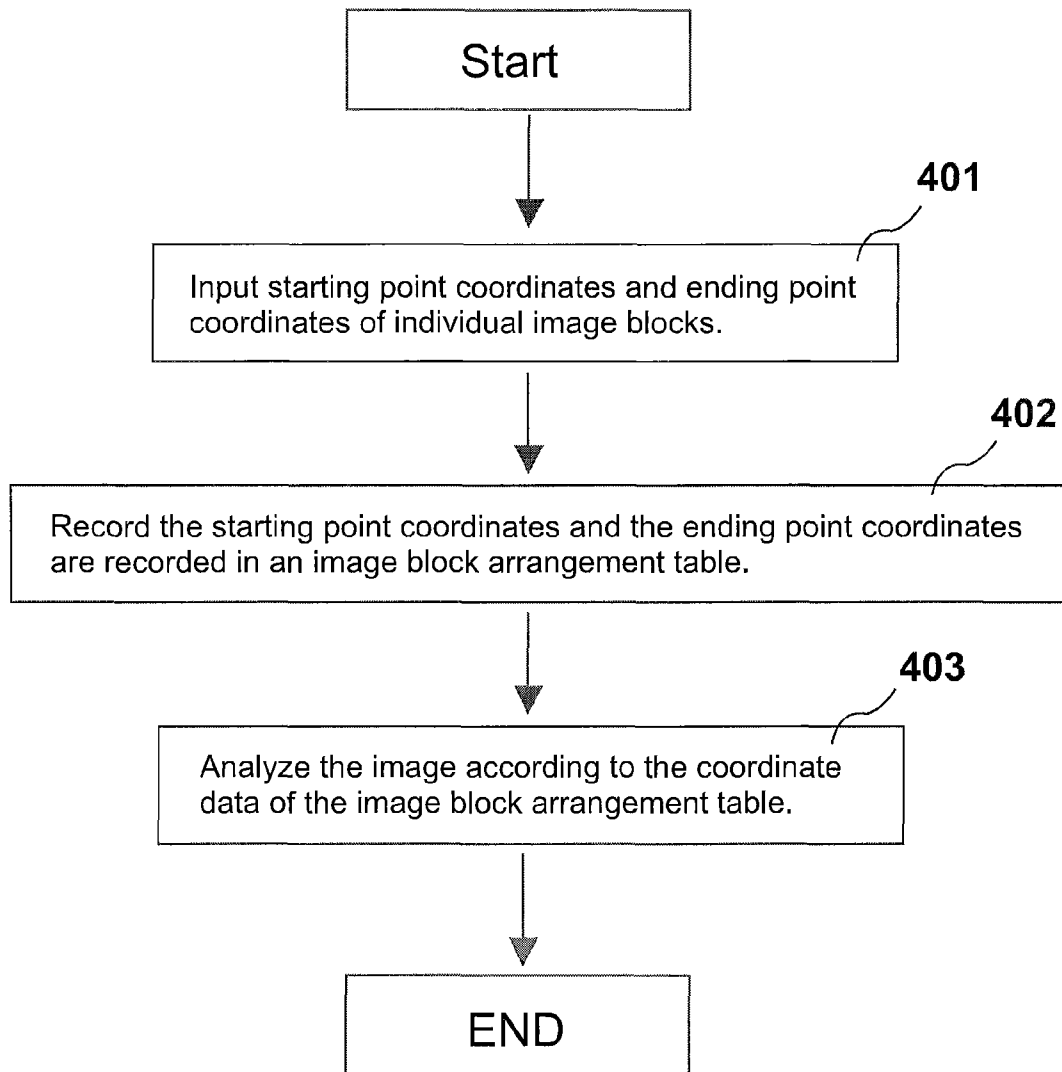 Start
401
Input starting point coordinates and ending point
coordinates of individual image blocks.
402
Record the starting point coordinates and the ending point coordinates
are recorded in an image block arrangement table.
403
Analyze the image according to the coordinate
data of the image block arrangement table.
END